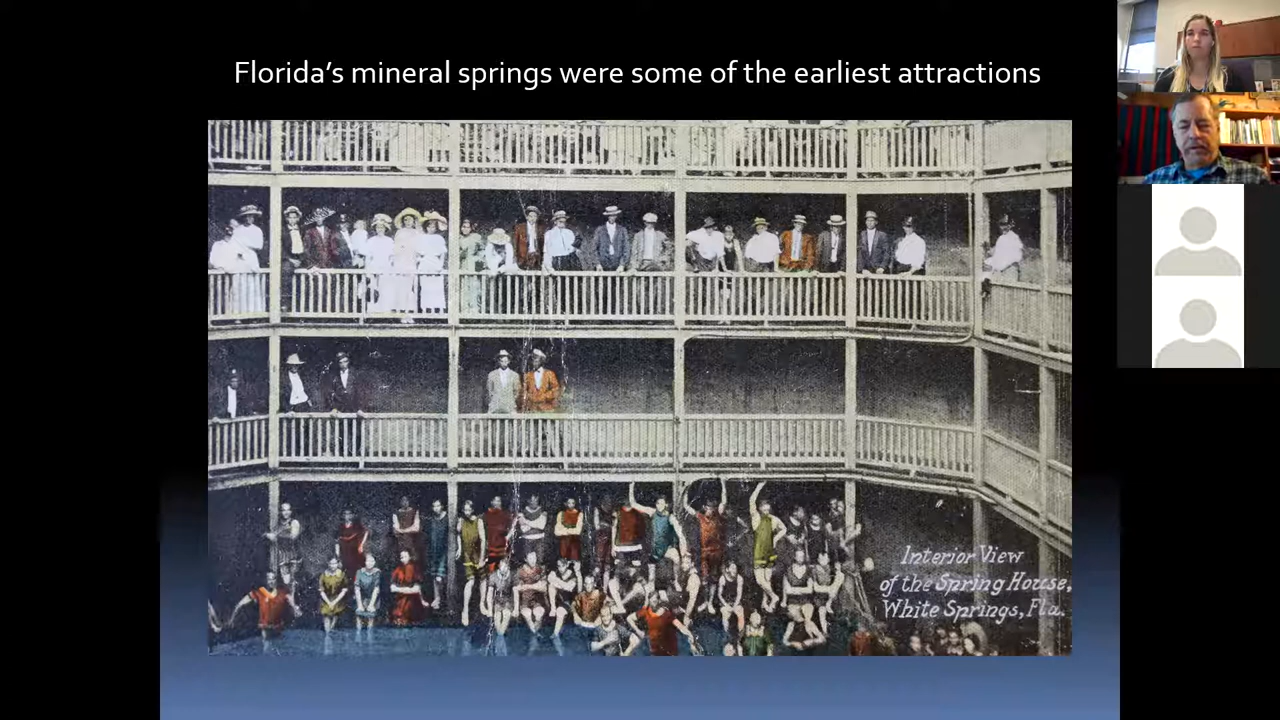 Florida's mineral springs were some of the earliest attractions
Interior View
of the Spring House,
White Springs, Fla.